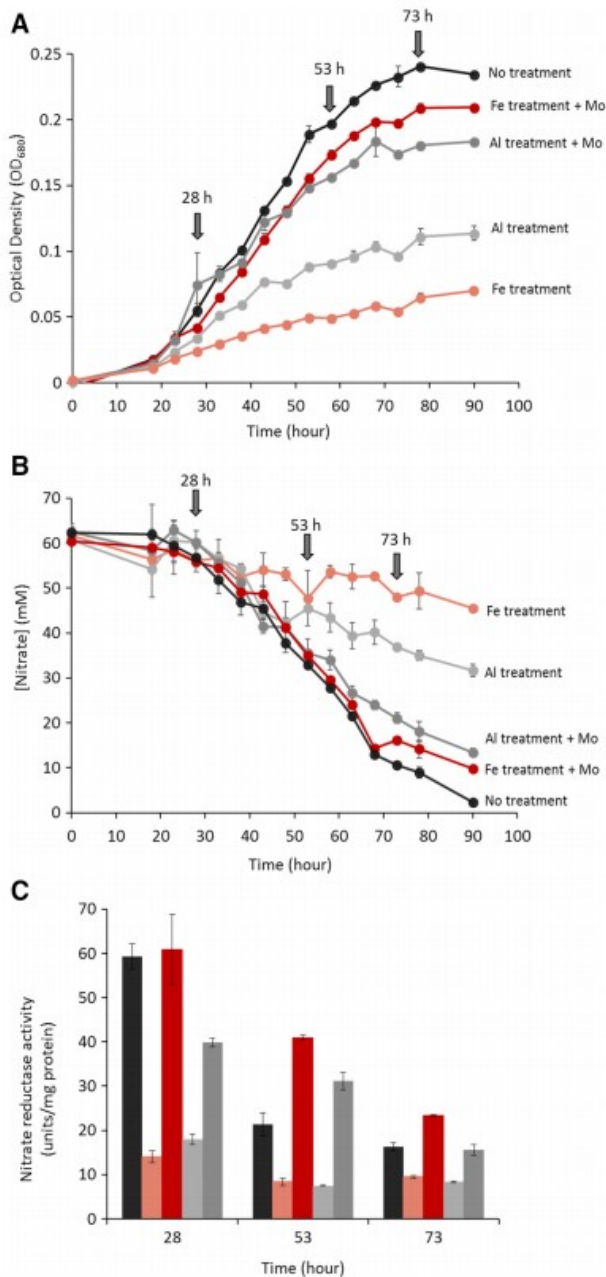 A
73 h
53 h
28 h
0.25
0.2
0.15
0.1
0.05
0
Optical Density (OD680)
No treatment
Fe treatment + Mo
Al treatment + Mo
Al treatment
Fe treatment
0 10 20 30 40 50 60 70 80 90 100
Time (hour)
B
28 h
53 h
73 h
70
60
50
40
30
20
10
0
[Nitrate] (mM)
Fe treatment
Al treatment
Al treatment + Mo
Fe treatment + Mo
No treatment
0 10 20 30 40 50 60 70 80 90 100
Time (hour)
C
70
60
50
40
30
20
10
0
Nitrate reductase activity
(units/mg protein)
28 53 73
Time (hour)